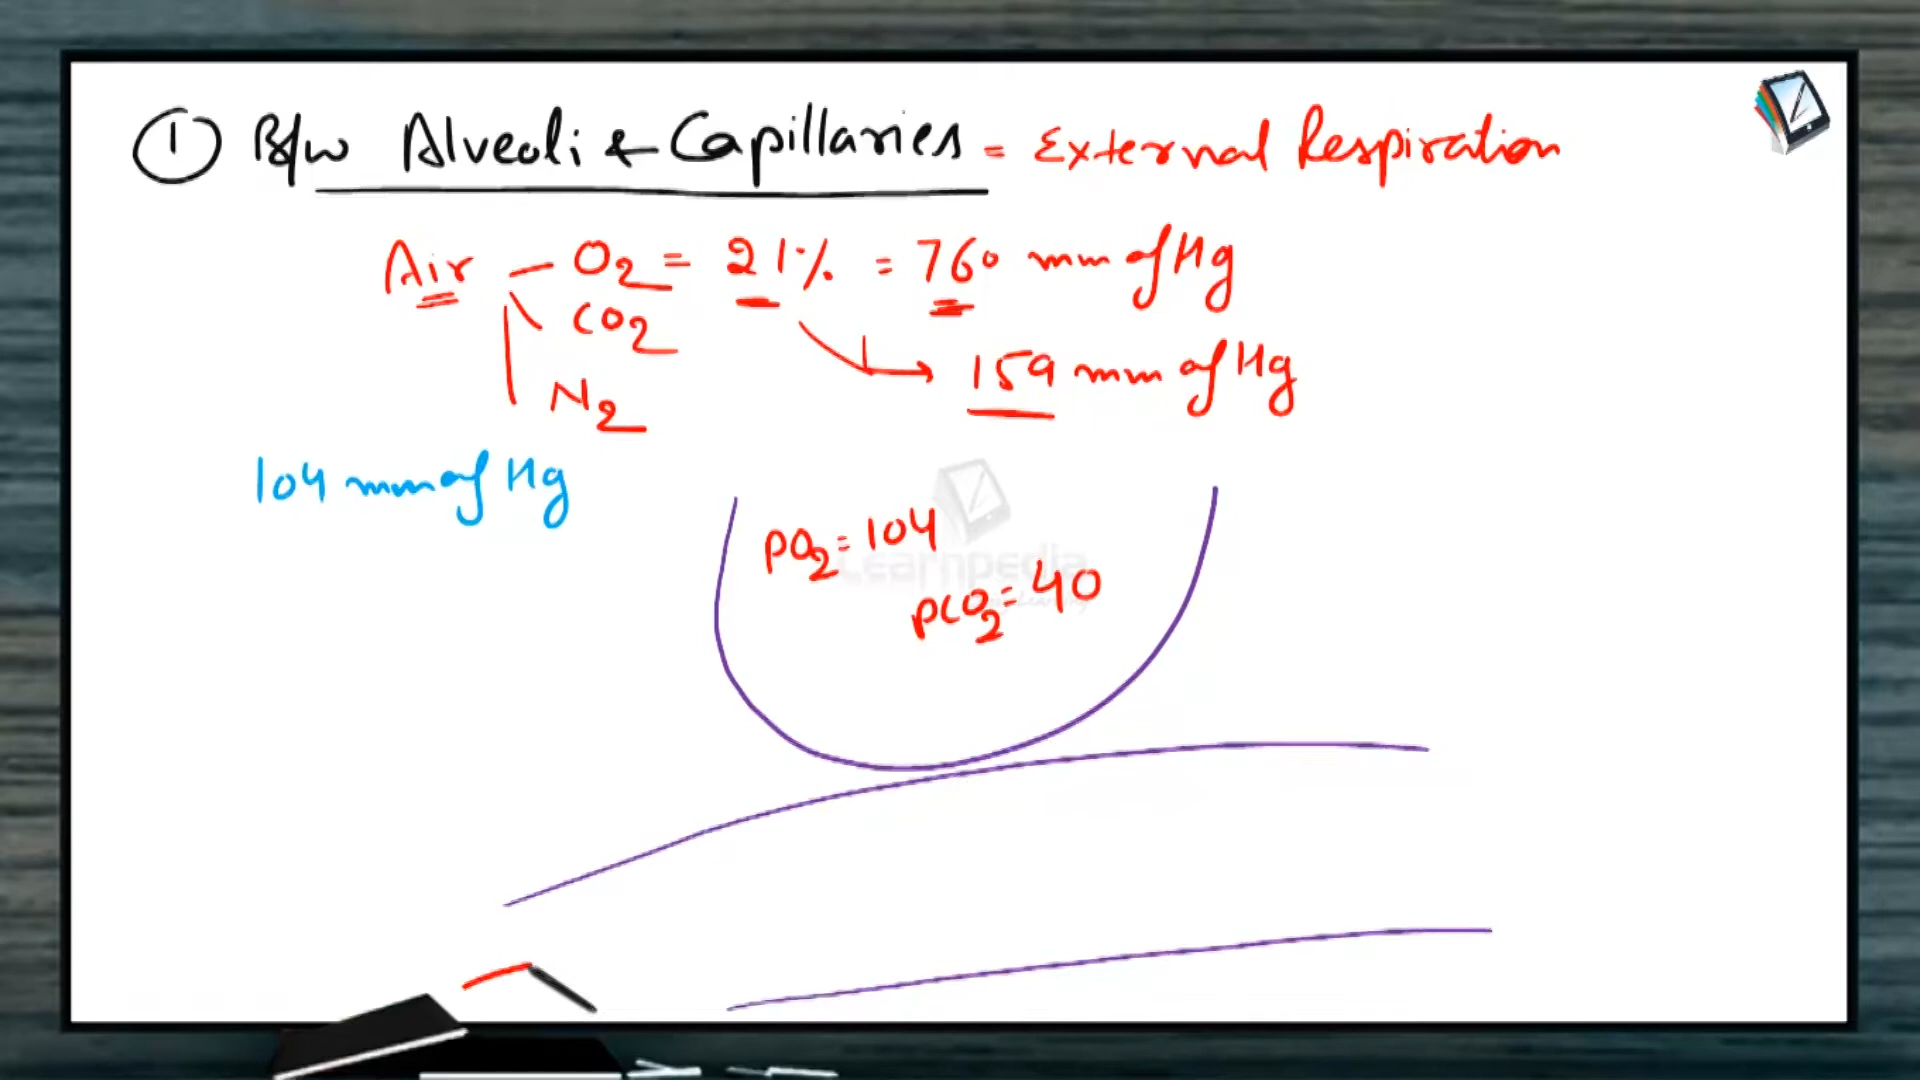 ① B/w Alveoli & Capillaries = External Respiration
Air - O2 = 21% = 760 mm of Hg
CO2
159 mm of Hg
N2
104 mm of Hg
PO2 = 104
Learnpedia
PCO2 = 40